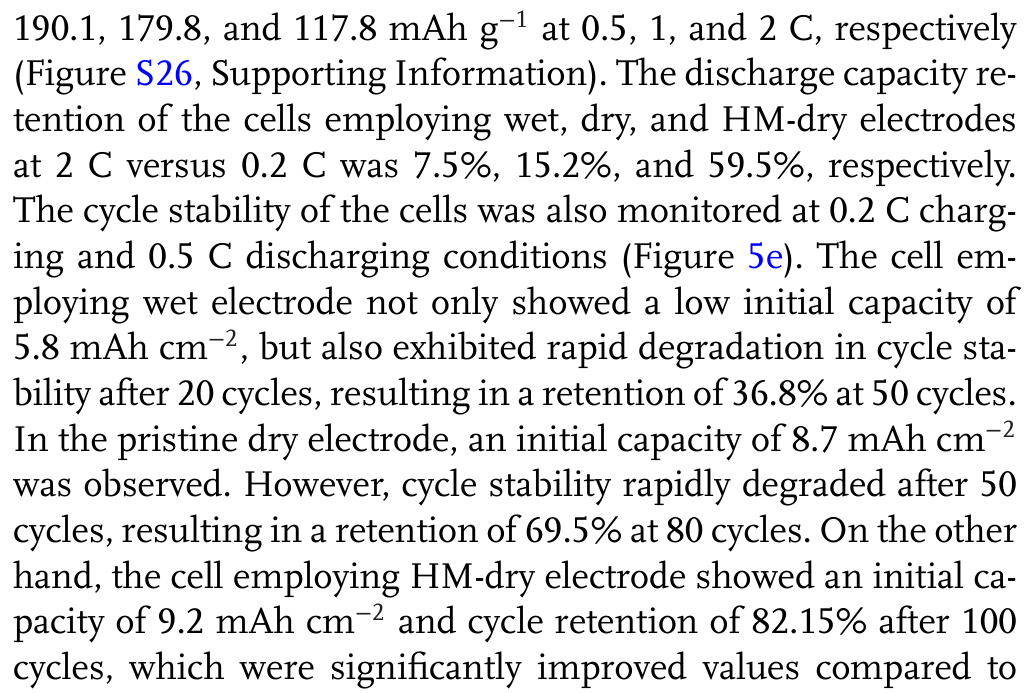 190.1, 179.8, and 117.8 mAh g⁻¹ at 0.5, 1, and 2 C, respectively
(Figure S26, Supporting Information). The discharge capacity re-
tention of the cells employing wet, dry, and HM-dry electrodes
at 2 C versus 0.2 C was 7.5%, 15.2%, and 59.5%, respectively.
The cycle stability of the cells was also monitored at 0.2 C charg-
ing and 0.5 C discharging conditions (Figure 5e). The cell em-
ploying wet electrode not only showed a low initial capacity of
5.8 mAh cm⁻², but also exhibited rapid degradation in cycle sta-
bility after 20 cycles, resulting in a retention of 36.8% at 50 cycles.
In the pristine dry electrode, an initial capacity of 8.7 mAh cm⁻²
was observed. However, cycle stability rapidly degraded after 50
cycles, resulting in a retention of 69.5% at 80 cycles. On the other
hand, the cell employing HM-dry electrode showed an initial ca-
pacity of 9.2 mAh cm⁻² and cycle retention of 82.15% after 100
cycles, which were significantly improved values compared to